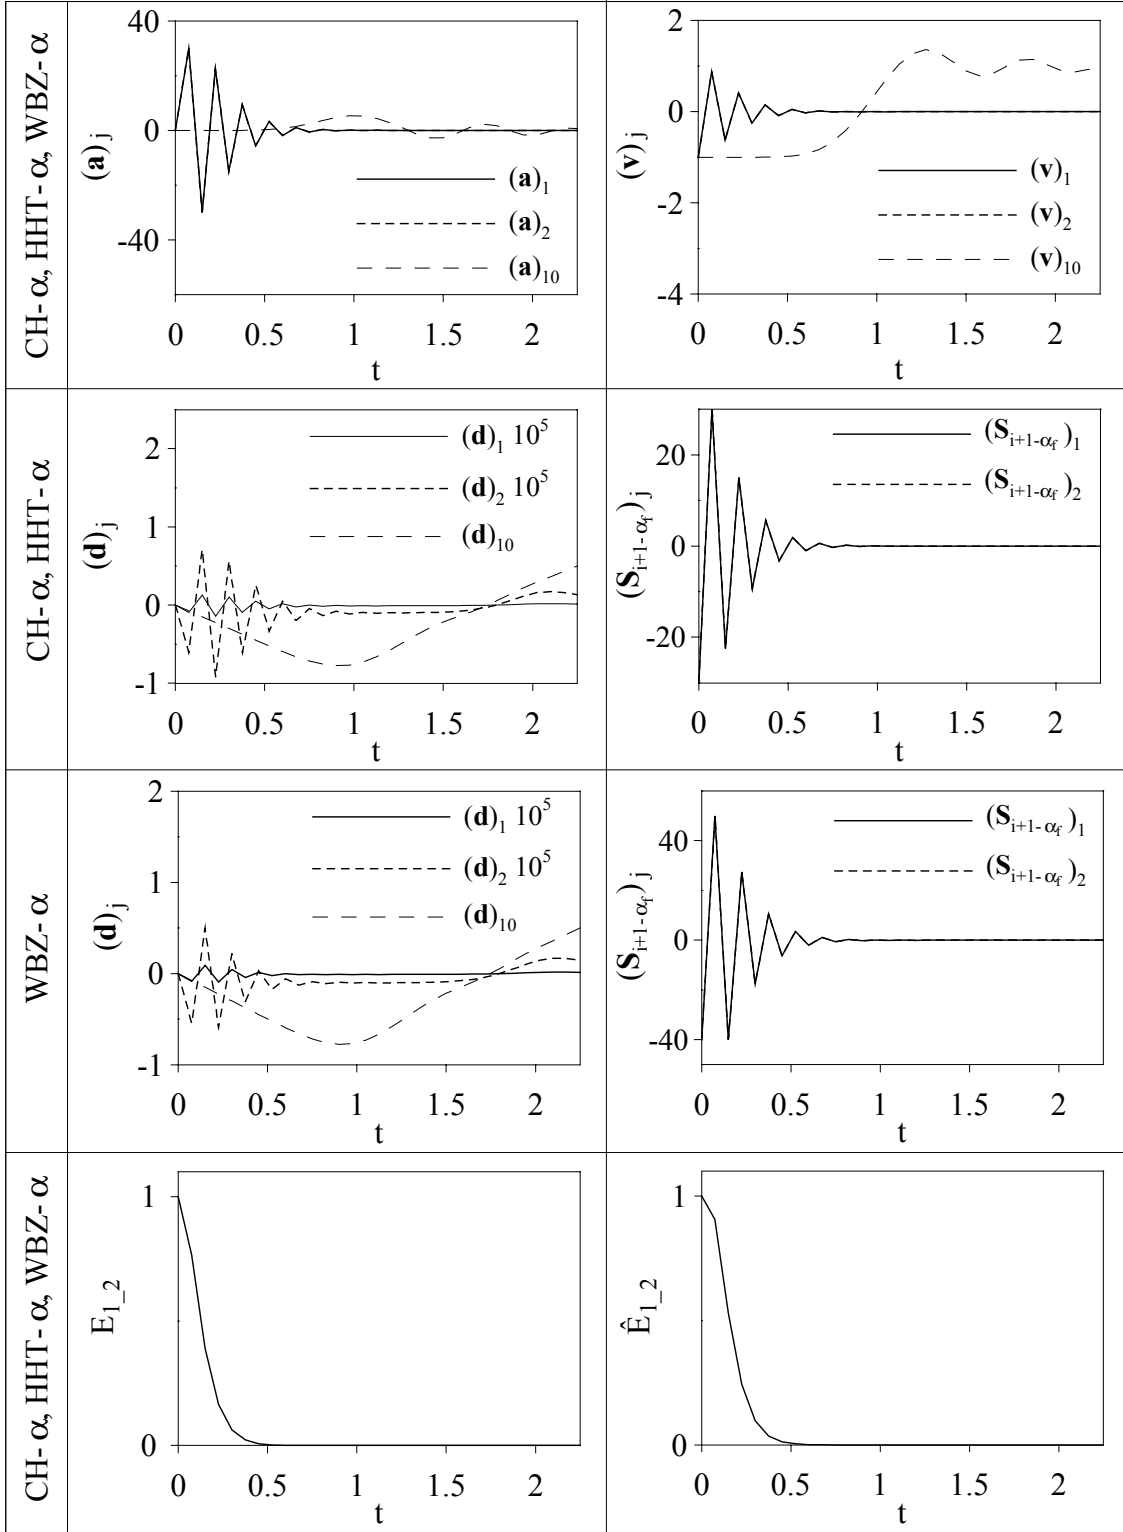 CH-α, HHT-α, WBZ-α
(a)j
40
0
-40
(a)1
(a)2
(a)10
0 0.5 1 1.5 2
t
(v)j
2
0
-2
-4
(v)1
(v)2
(v)10
0 0.5 1 1.5 2
t
CH-α, HHT-α
(d)j
2
1
0
-1
(d)1 10^5
(d)2 10^5
(d)10
0 0.5 1 1.5 2
t
(S_{i+1-αf})j
20
0
-20
(S_{i+1-αf})1
(S_{i+1-αf})2
0 0.5 1 1.5 2
t
WBZ-α
(d)j
2
1
0
-1
(d)1 10^5
(d)2 10^5
(d)10
0 0.5 1 1.5 2
t
(S_{i+1-αf})j
40
0
-40
(S_{i+1-αf})1
(S_{i+1-αf})2
0 0.5 1 1.5 2
t
CH-α, HHT-α, WBZ-α
E1_2
1
0
0 0.5 1 1.5 2
t
Ê1_2
1
0
0 0.5 1 1.5 2
t